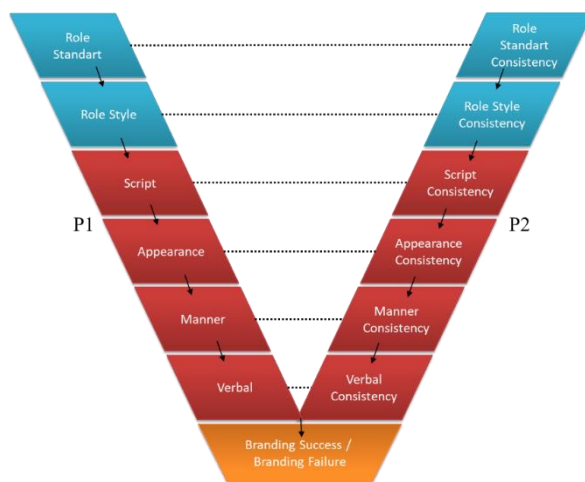 Role
Standart
Role
Standart
Consistency
Role Style
Role Style
Consistency
Script
Script
Consistency
P1
P2
Appearance
Appearance
Consistency
Manner
Manner
Consistency
Verbal
Verbal
Consistency
Branding Success /
Branding Failure